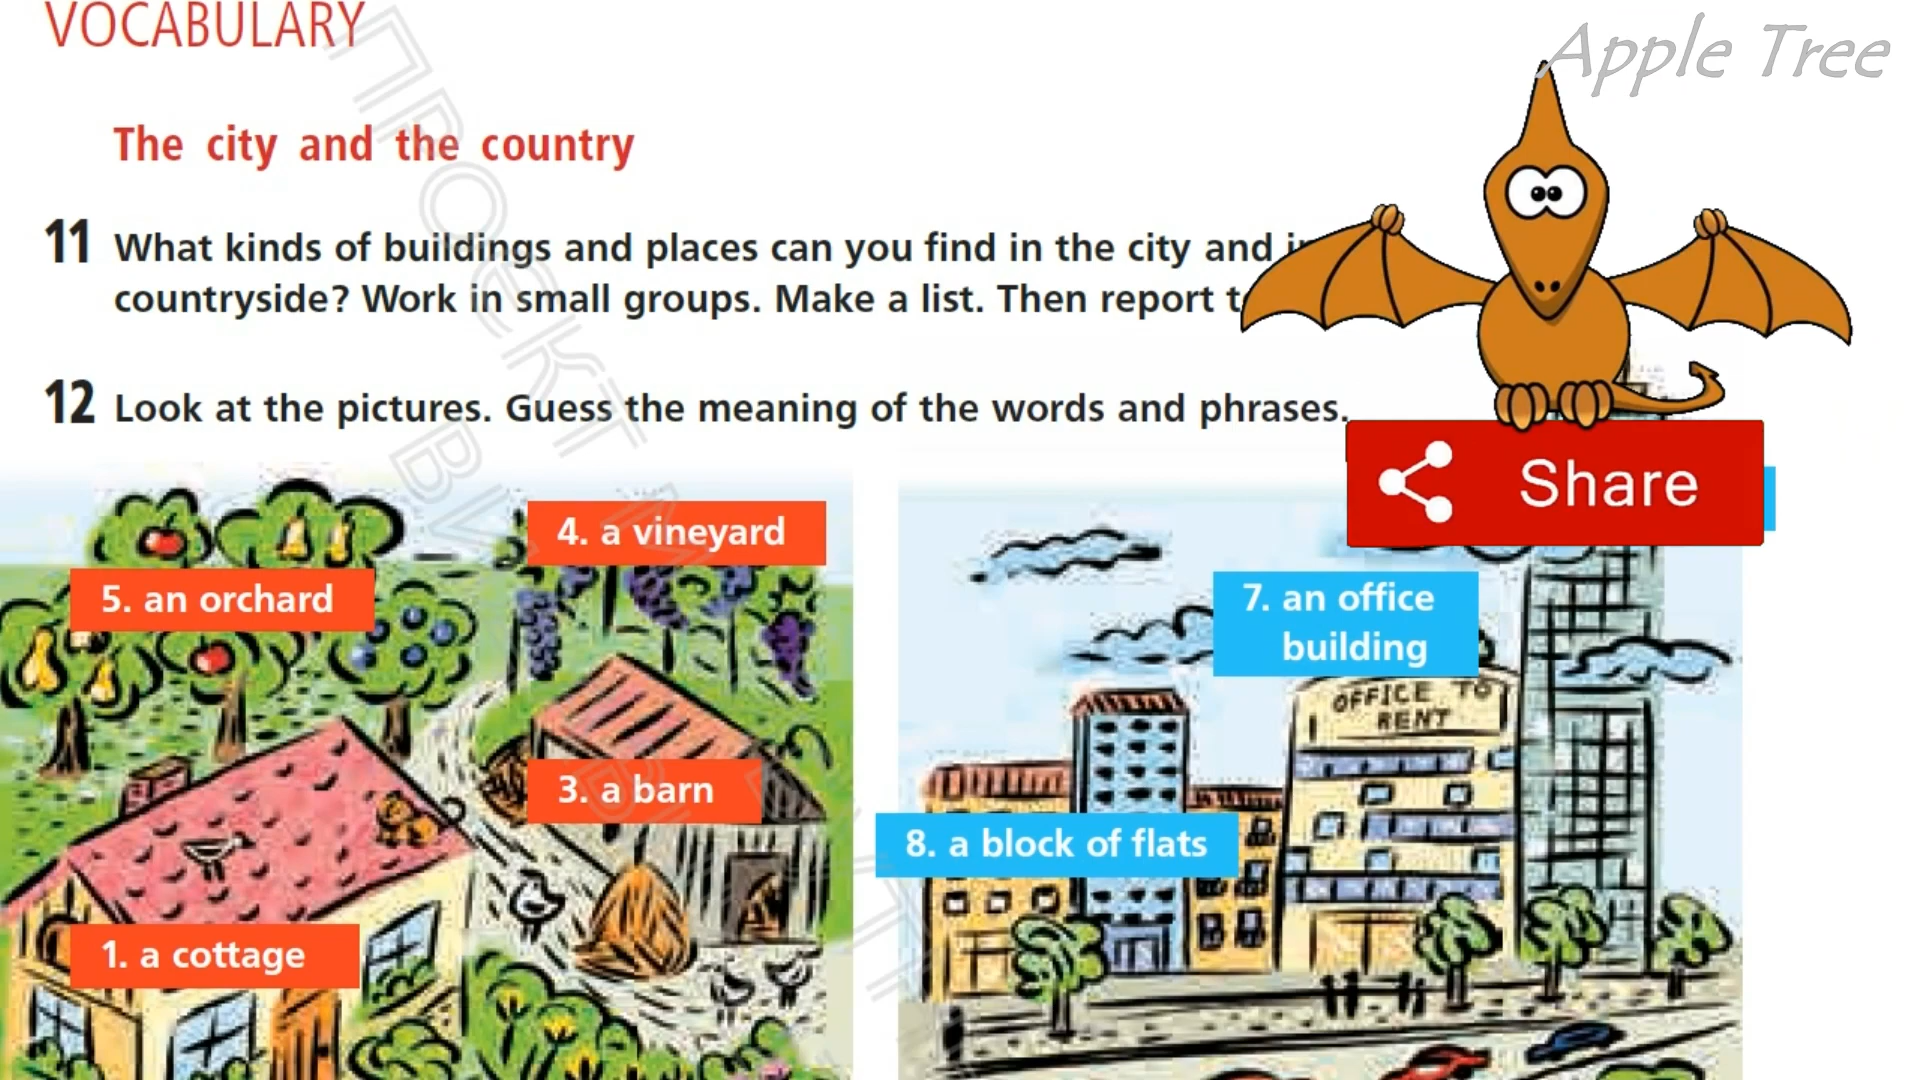 VOCABULARY
Apple Tree
The city and the country
11 What kinds of buildings and places can you find in the city and
countryside? Work in small groups. Make a list. Then report
12 Look at the pictures. Guess the meaning of the words and phrases.
Share
4. a vineyard
5. an orchard
7. an office
building
OFFICE TO
RENT
3. a barn
8. a block of flats
1. a cottage
ПРОЕКТ